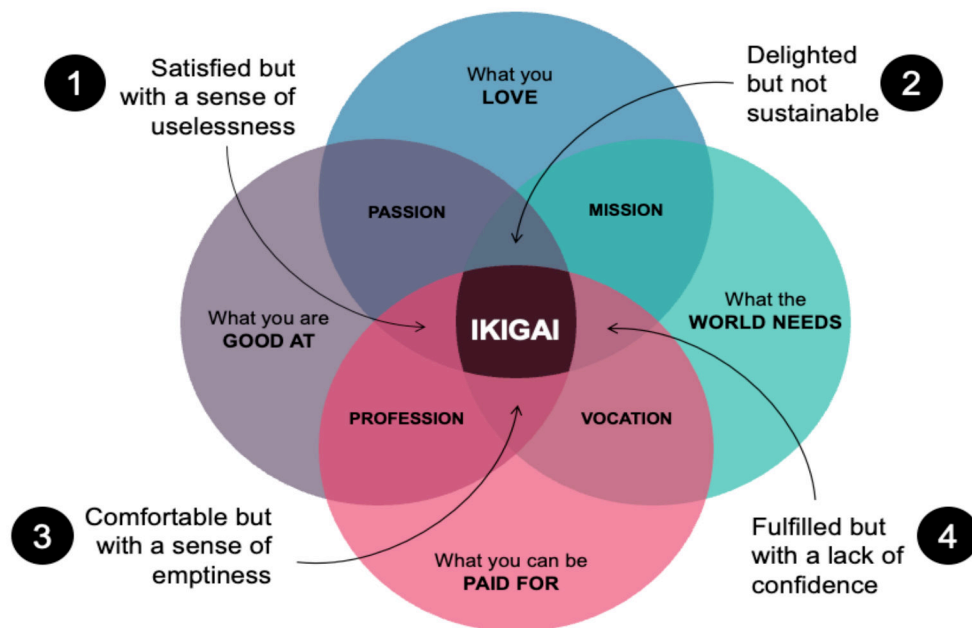 1
Satisfied but
with a sense of
uselessness
What you
LOVE
Delighted
but not
sustainable
2
PASSION
MISSION
What you are
GOOD AT
IKIGAI
What the
WORLD NEEDS
PROFESSION
VOCATION
3
Comfortable but
with a sense of
emptiness
What you can be
PAID FOR
Fulfilled but
with a lack of
confidence
4